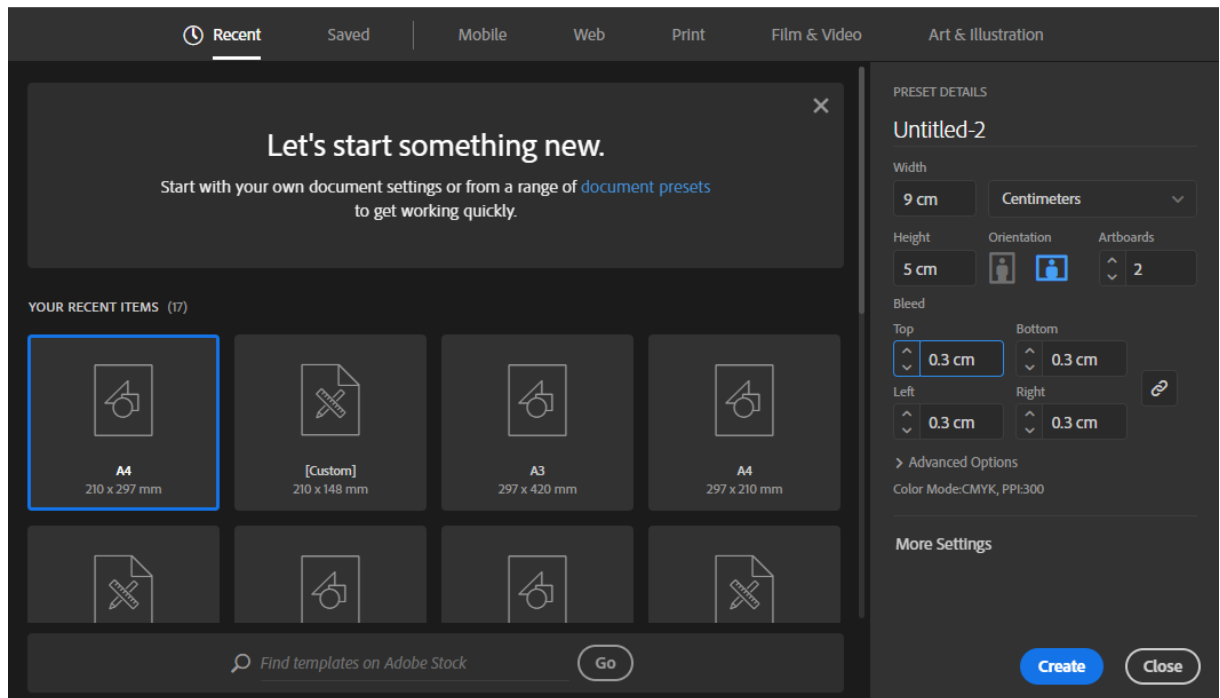 Recent Saved Mobile Web Print Film & Video Art & Illustration
Let's start something new.
Start with your own document settings or from a range of document presets
to get working quickly.
YOUR RECENT ITEMS (17)
A4
210 x 297 mm
[Custom]
210 x 148 mm
A3
297 x 420 mm
A4
297 x 210 mm
Find templates on Adobe Stock
Go
PRESET DETAILS
Untitled-2
Width
9 cm Centimeters
Height Orientation Artboards
5 cm 2
Bleed
Top Bottom
0.3 cm 0.3 cm
Left Right
0.3 cm 0.3 cm
> Advanced Options
Color Mode:CMYK, PPI:300
More Settings
Create Close